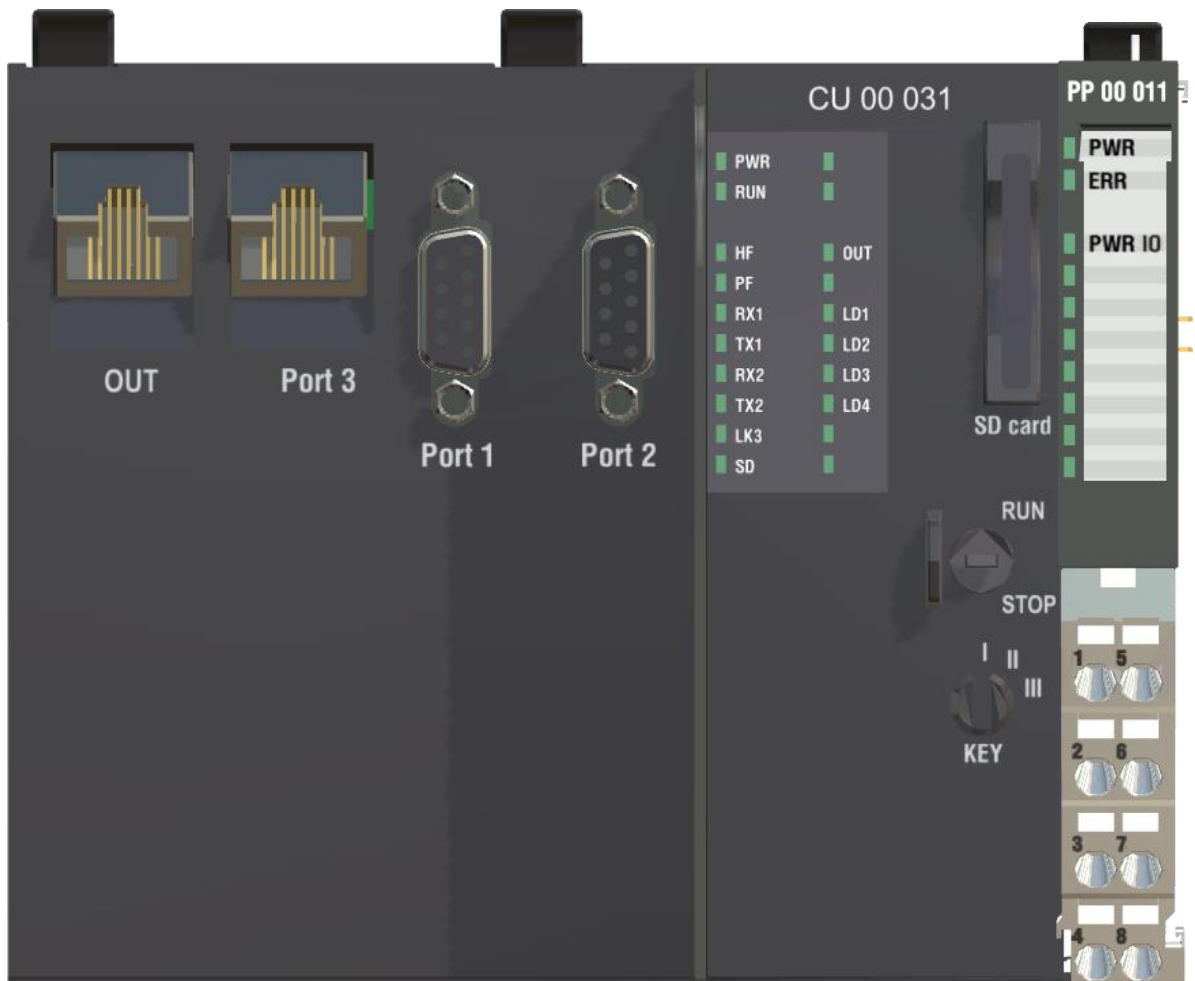 CU 00 031
PP 00 011
OUT
Port 3
Port 1
Port 2
PWR
RUN
HF OUT
PF
RX1 LD1
TX1 LD2
RX2 LD3
TX2 LD4
LK3
SD
SD card
RUN
STOP
I II III
KEY
PWR
ERR
PWR IO
1 5
2 6
3 7
4 8